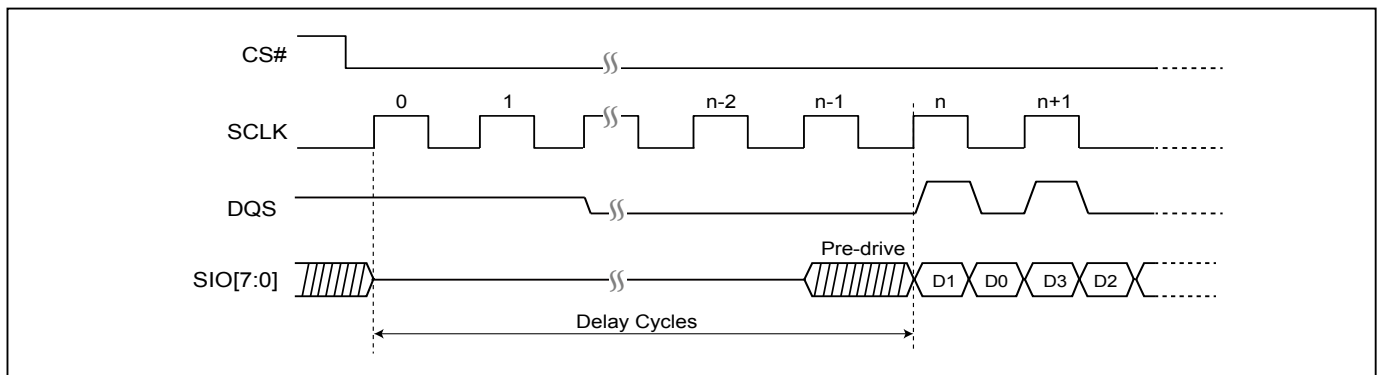 CS#
0 1 n-2 n-1 n n+1
SCLK
DQS
Pre-drive
SIO[7:0] D1 D0 D3 D2
Delay Cycles